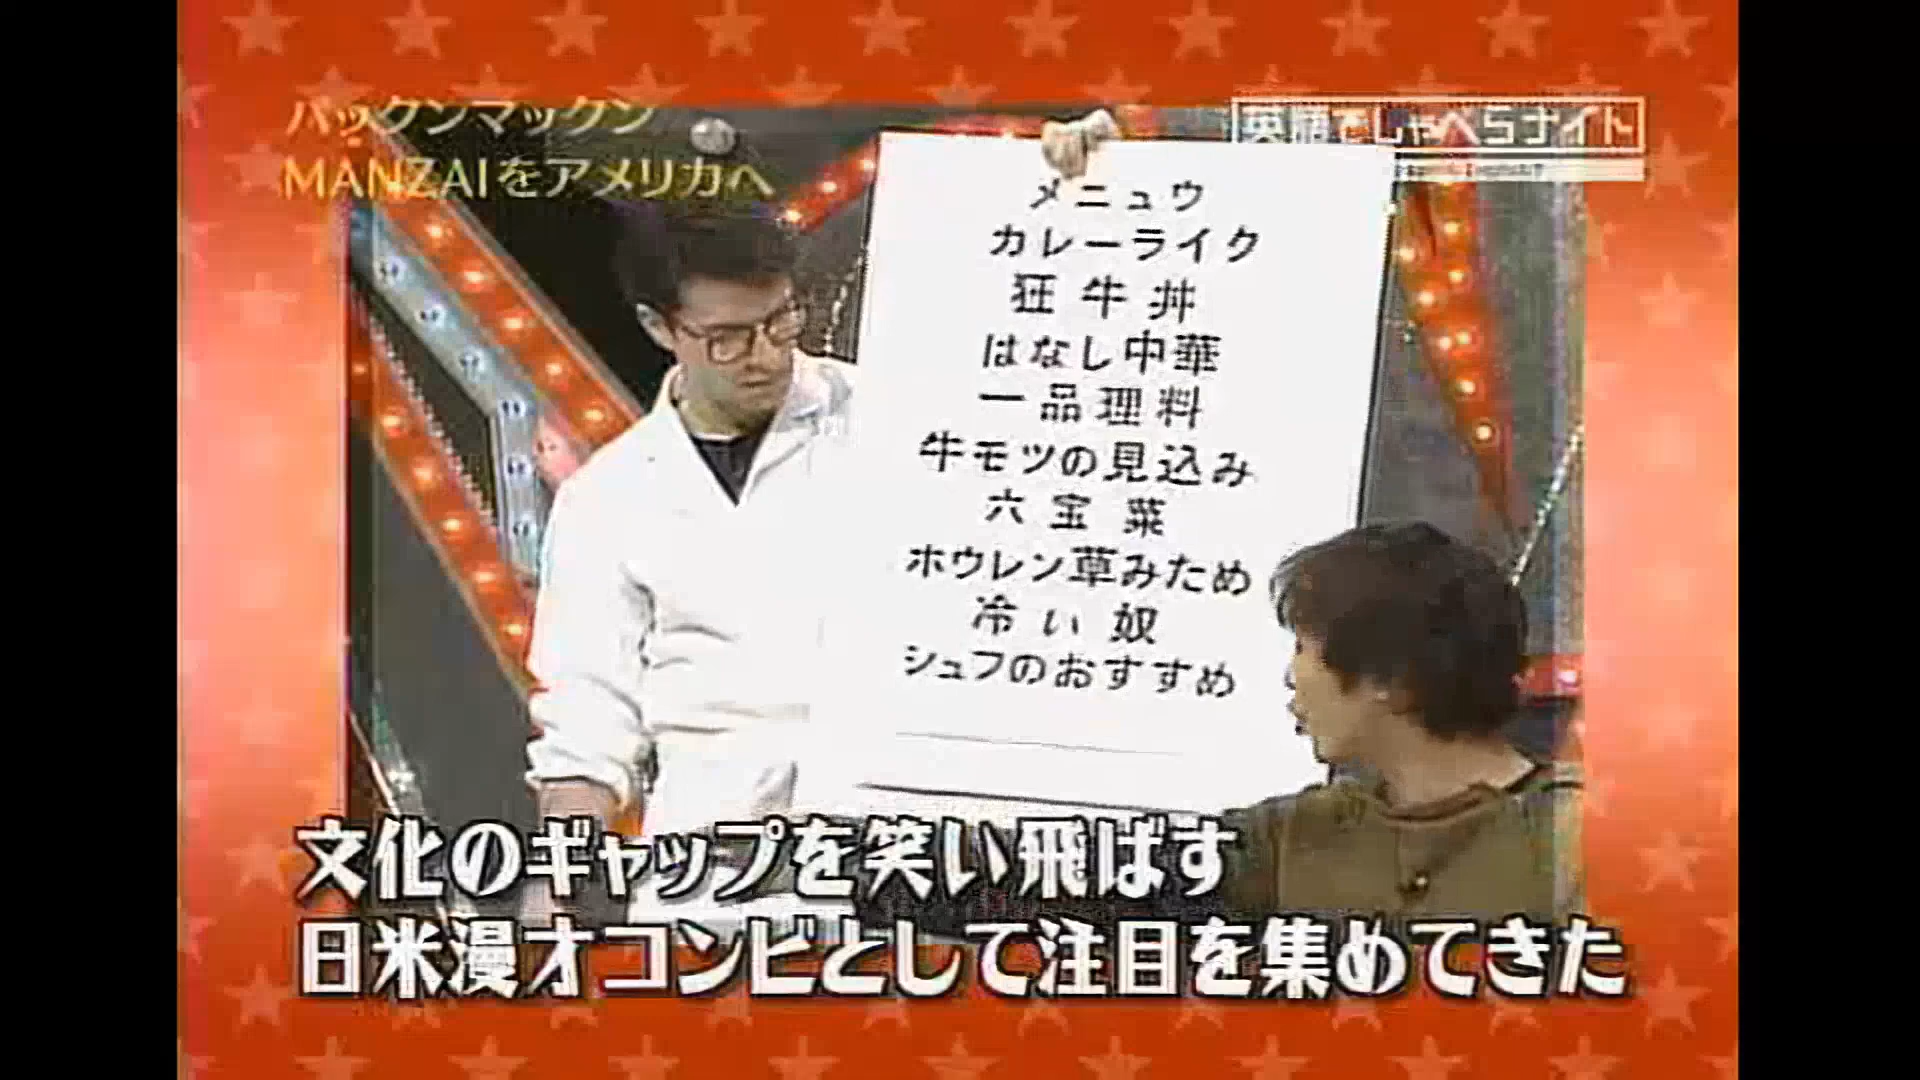 パックンマックン
MANZAIをアメリカへ
英語でしゃべらナイト
メニュウ
カレーライク
狂牛丼
はなし中華
一品理料
牛モツの見込み
六宝菜
ホウレン草みため
冷い奴
シュフのおすすめ
文化のギャップを笑い飛ばす
日米漫才コンビとして注目を集めてきた